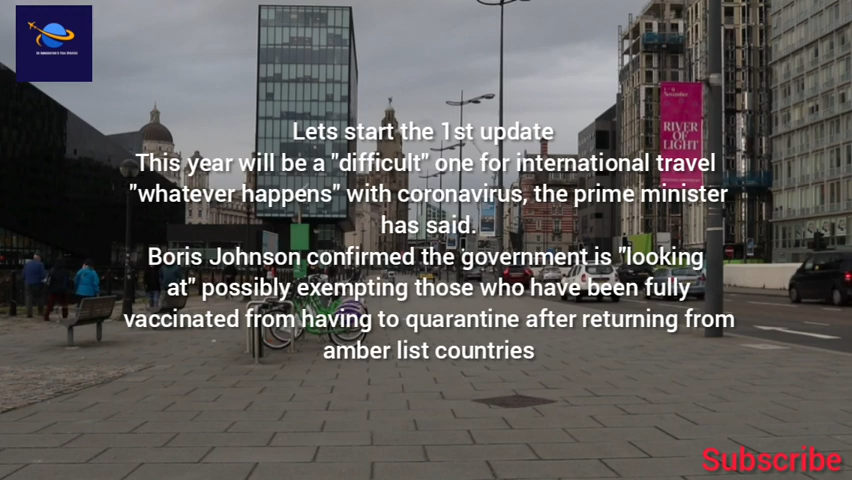 Lets start the 1st update
This year will be a "difficult" one for international travel
"whatever happens" with coronavirus, the prime minister
has said.
Boris Johnson confirmed the government is "looking
at" possibly exempting those who have been fully
vaccinated from having to quarantine after returning from
amber list countries
November
RIVER
OF
LIGHT
Subscribe